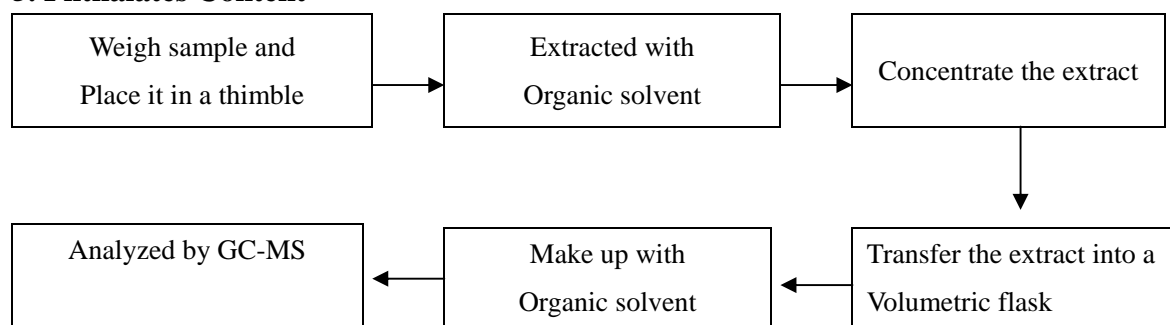 Phthalates Content
Weigh sample and
Place it in a thimble
Extracted with
Organic solvent
Concentrate the extract
Transfer the extract into a
Volumetric flask
Make up with
Organic solvent
Analyzed by GC-MS